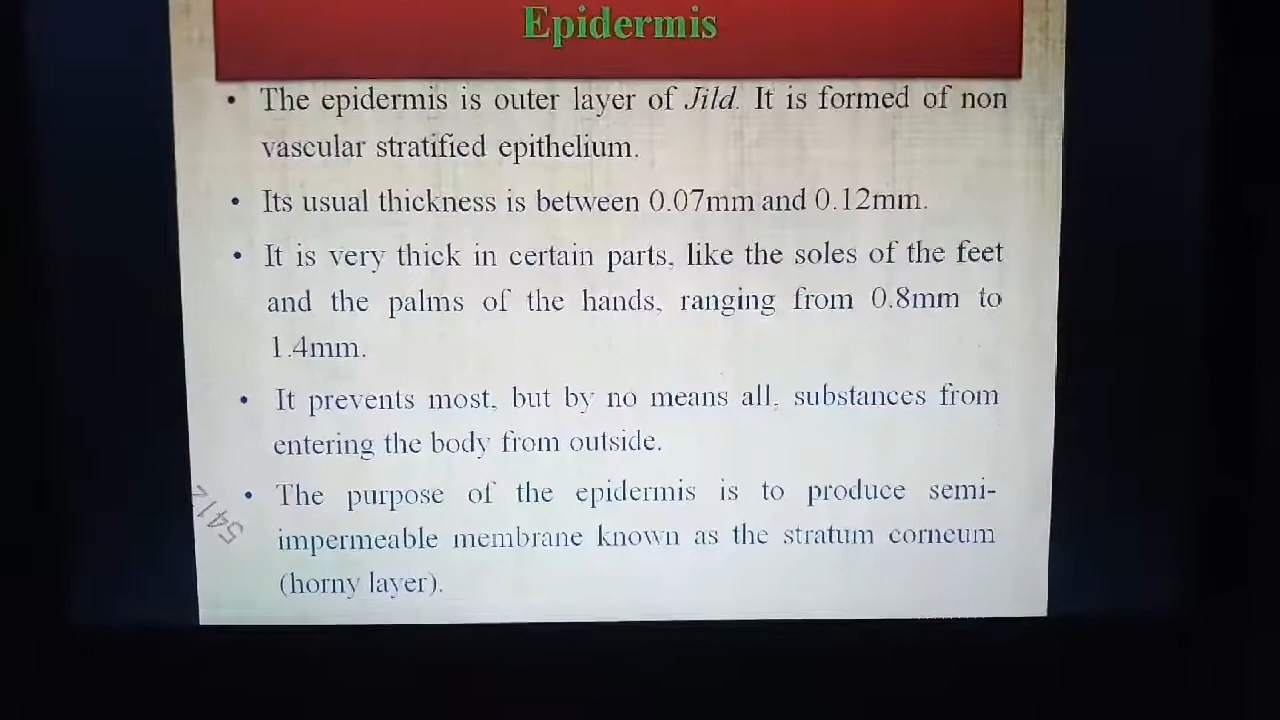 Epidermis
• The epidermis is outer layer of Jild. It is formed of non
vascular stratified epithelium.
• Its usual thickness is between 0.07mm and 0.12mm.
• It is very thick in certain parts, like the soles of the feet
and the palms of the hands, ranging from 0.8mm to
1.4mm.
• It prevents most, but by no means all, substances from
entering the body from outside.
• The purpose of the epidermis is to produce semi-
impermeable membrane known as the stratum corneum
(horny layer).